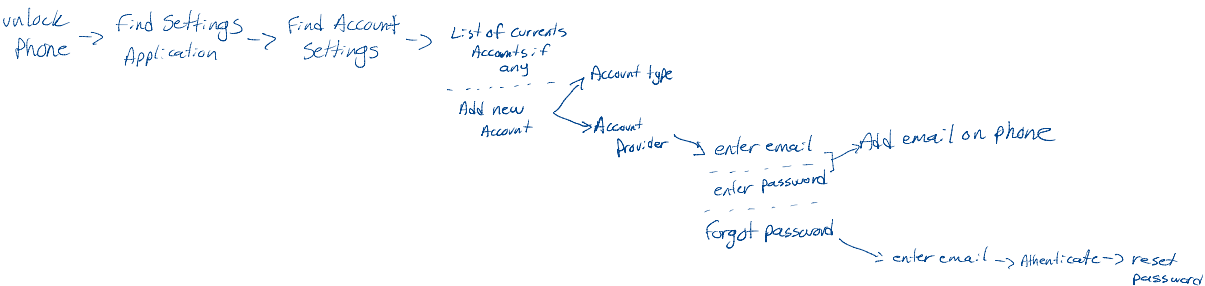 unlock
Phone
Find Settings
Application
Find Account
Settings
List of currents
Accounts if
any
Add new
Account
Account type
Account
Provider
enter email
enter password
Forgot password
Add email on phone
enter email
Athenticate
reset
password